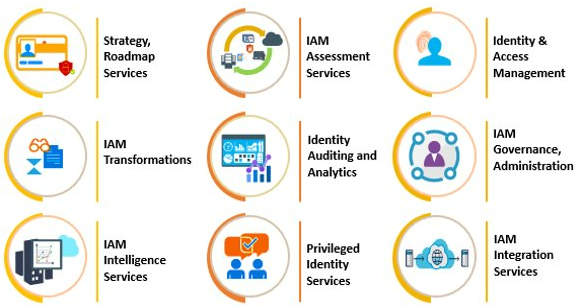 Strategy,
Roadmap
Services
IAM
Assessment
Services
Identity &
Access
Management
IAM
Transformations
Identity
Auditing and
Analytics
IAM
Governance,
Administration
IAM
Intelligence
Services
Privileged
Identity
Services
IAM
Integration
Services